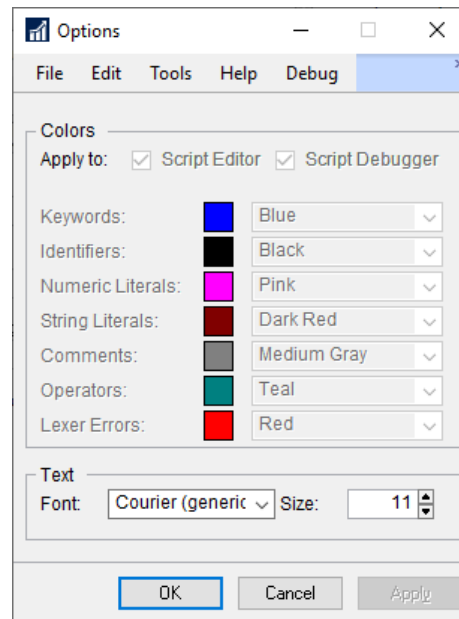 Options
File Edit Tools Help Debug
Colors
Apply to: Script Editor Script Debugger
Keywords: Blue
Identifiers: Black
Numeric Literals: Pink
String Literals: Dark Red
Comments: Medium Gray
Operators: Teal
Lexer Errors: Red
Text
Font: Courier (generic Size: 11
OK Cancel Apply